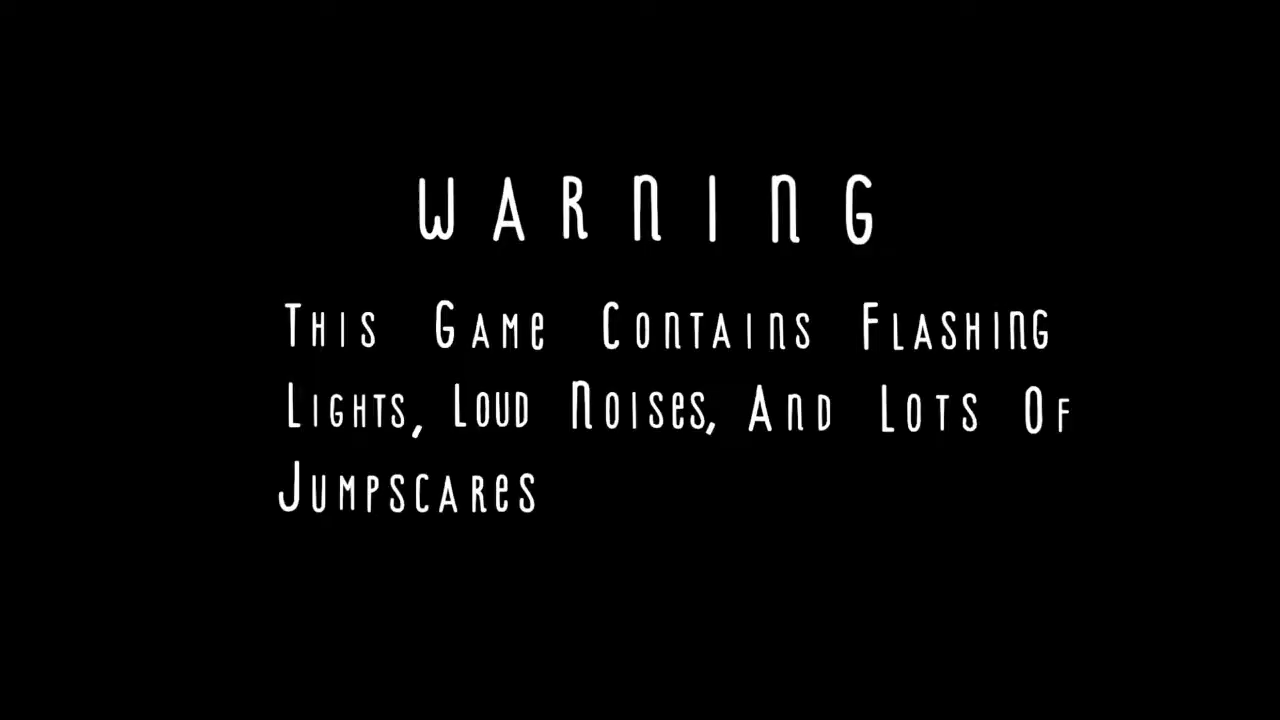 WARNING
This Game Contains Flashing
Lights, Loud Noises, And Lots Of
Jumpscares